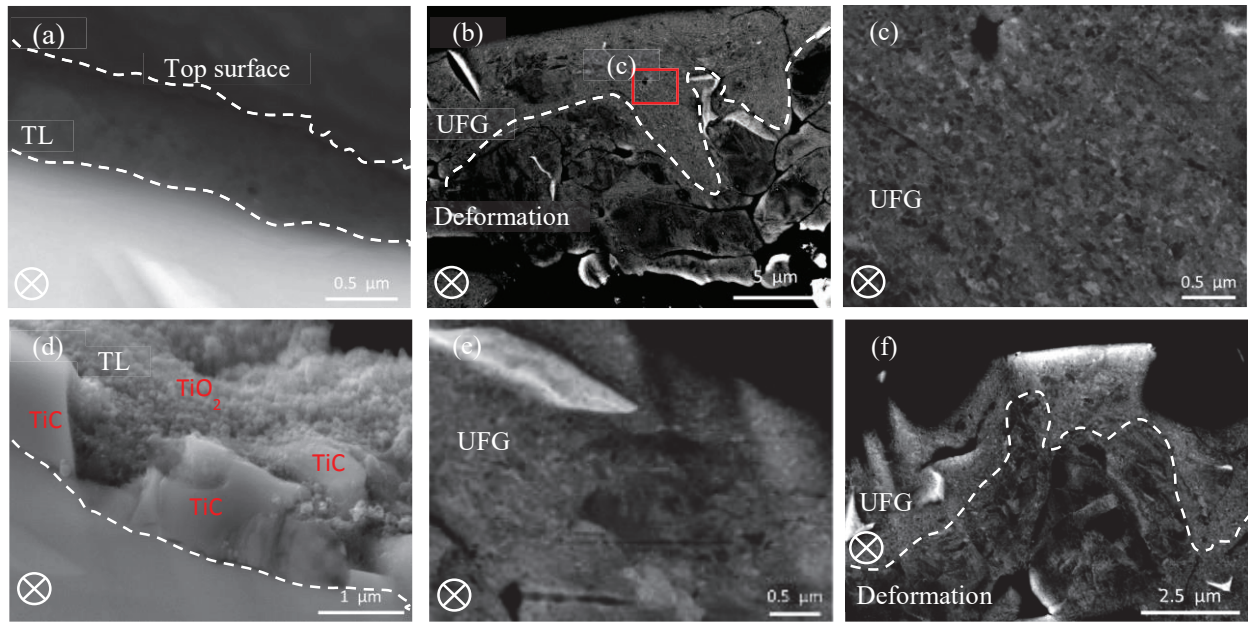 (a)
Top surface
TL
0.5 μm
(b)
(c)
UFG
Deformation
5 μm
(c)
UFG
0.5 μm
(d)
TL
TiO2
TiC
TiC
TiC
1 μm
(e)
UFG
0.5 μm
(f)
UFG
Deformation
2.5 μm